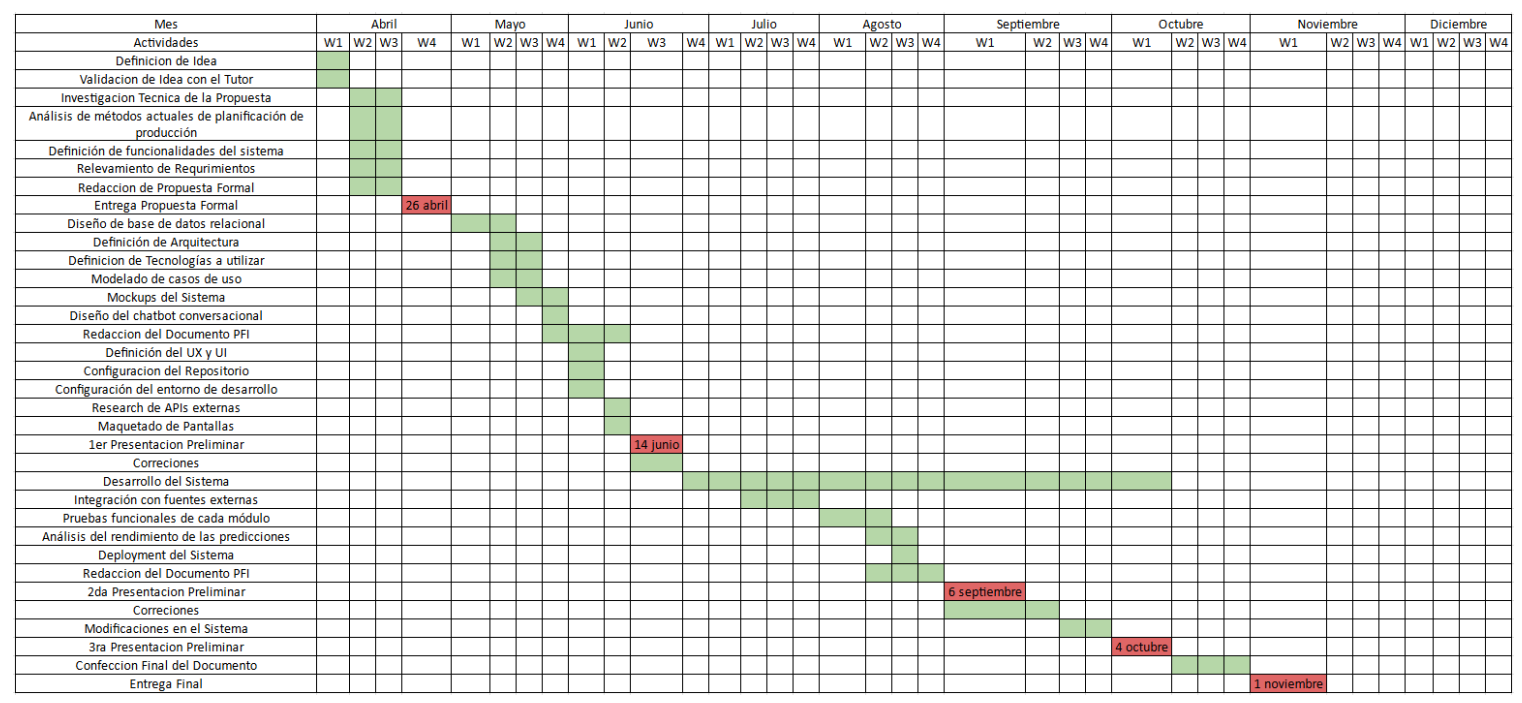 Mes Abril Mayo Junio Julio Agosto Septiembre Octubre Noviembre Diciembre
Actividades W1 W2 W3 W4 W1 W2 W3 W4 W1 W2 W3 W4 W1 W2 W3 W4 W1 W2 W3 W4 W1 W2 W3 W4 W1 W2 W3 W4 W1 W2 W3 W4 W1 W2 W3 W4
Definicion de Idea
Validacion de Idea con el Tutor
Investigacion Tecnica de la Propuesta
Análisis de métodos actuales de planificación de
producción
Definición de funcionalidades del sistema
Relevamiento de Requrimientos
Redaccion de Propuesta Formal
Entrega Propuesta Formal 26 abril
Diseño de base de datos relacional
Definición de Arquitectura
Definicion de Tecnologías a utilizar
Modelado de casos de uso
Mockups del Sistema
Diseño del chatbot conversacional
Redaccion del Documento PFI
Definición del UX y UI
Configuracion del Repositorio
Configuración del entorno de desarrollo
Research de APIs externas
Maquetado de Pantallas
1er Presentacion Preliminar 14 junio
Correciones
Desarrollo del Sistema
Integración con fuentes externas
Pruebas funcionales de cada módulo
Análisis del rendimiento de las predicciones
Deployment del Sistema
Redaccion del Documento PFI
2da Presentacion Preliminar 6 septiembre
Correciones
Modificaciones en el Sistema
3ra Presentacion Preliminar 4 octubre
Confeccion Final del Documento
Entrega Final 1 noviembre